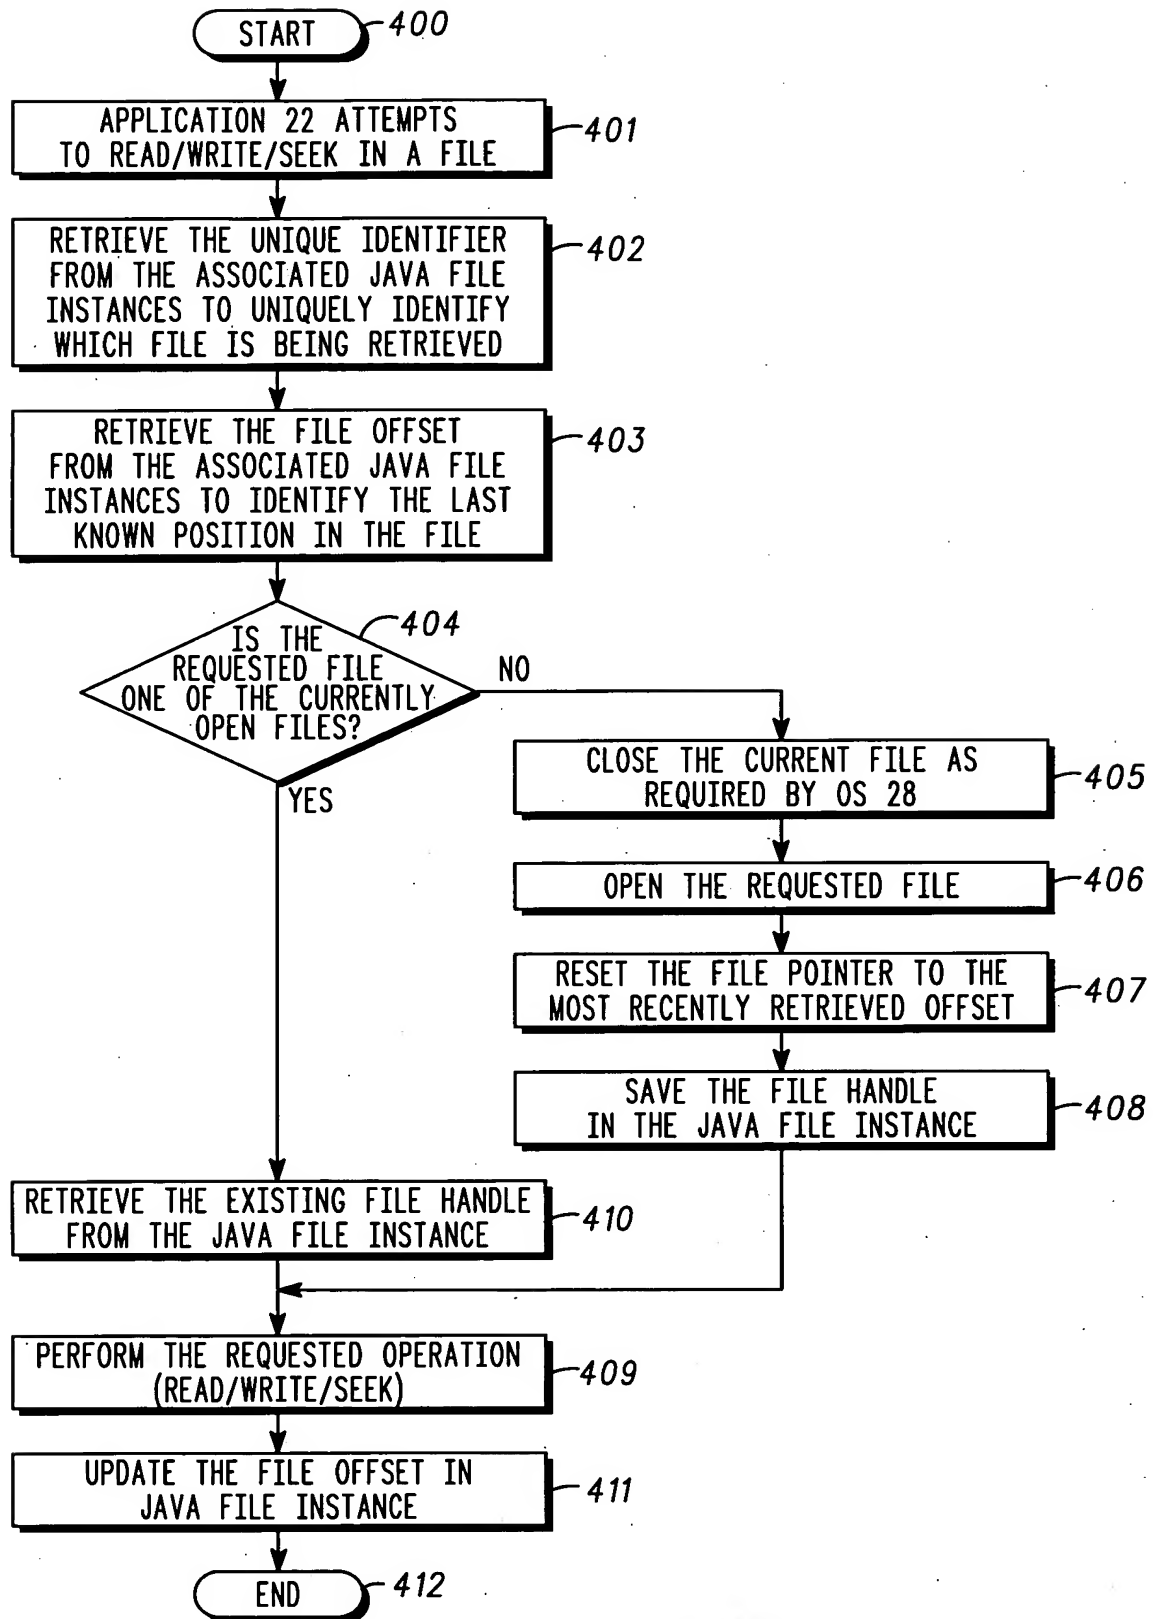 START
400
APPLICATION 22 ATTEMPTS
TO READ/WRITE/SEEK IN A FILE
401
RETRIEVE THE UNIQUE IDENTIFIER
FROM THE ASSOCIATED JAVA FILE
INSTANCES TO UNIQUELY IDENTIFY
WHICH FILE IS BEING RETRIEVED
402
RETRIEVE THE FILE OFFSET
FROM THE ASSOCIATED JAVA FILE
INSTANCES TO IDENTIFY THE LAST
KNOWN POSITION IN THE FILE
403
IS THE
REQUESTED FILE
ONE OF THE CURRENTLY
OPEN FILES?
404
NO
YES
CLOSE THE CURRENT FILE AS
REQUIRED BY OS 28
405
OPEN THE REQUESTED FILE
406
RESET THE FILE POINTER TO THE
MOST RECENTLY RETRIEVED OFFSET
407
SAVE THE FILE HANDLE
IN THE JAVA FILE INSTANCE
408
RETRIEVE THE EXISTING FILE HANDLE
FROM THE JAVA FILE INSTANCE
410
PERFORM THE REQUESTED OPERATION
(READ/WRITE/SEEK)
409
UPDATE THE FILE OFFSET IN
JAVA FILE INSTANCE
411
END
412